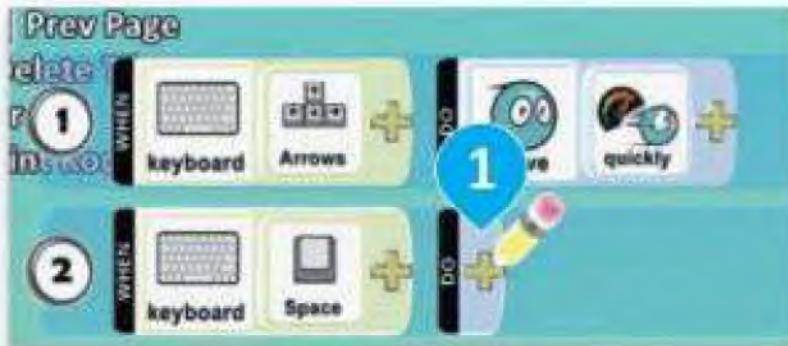 Prev Page
1 WHEN keyboard Arrows DO quickly
1
2 WHEN keyboard Space DO